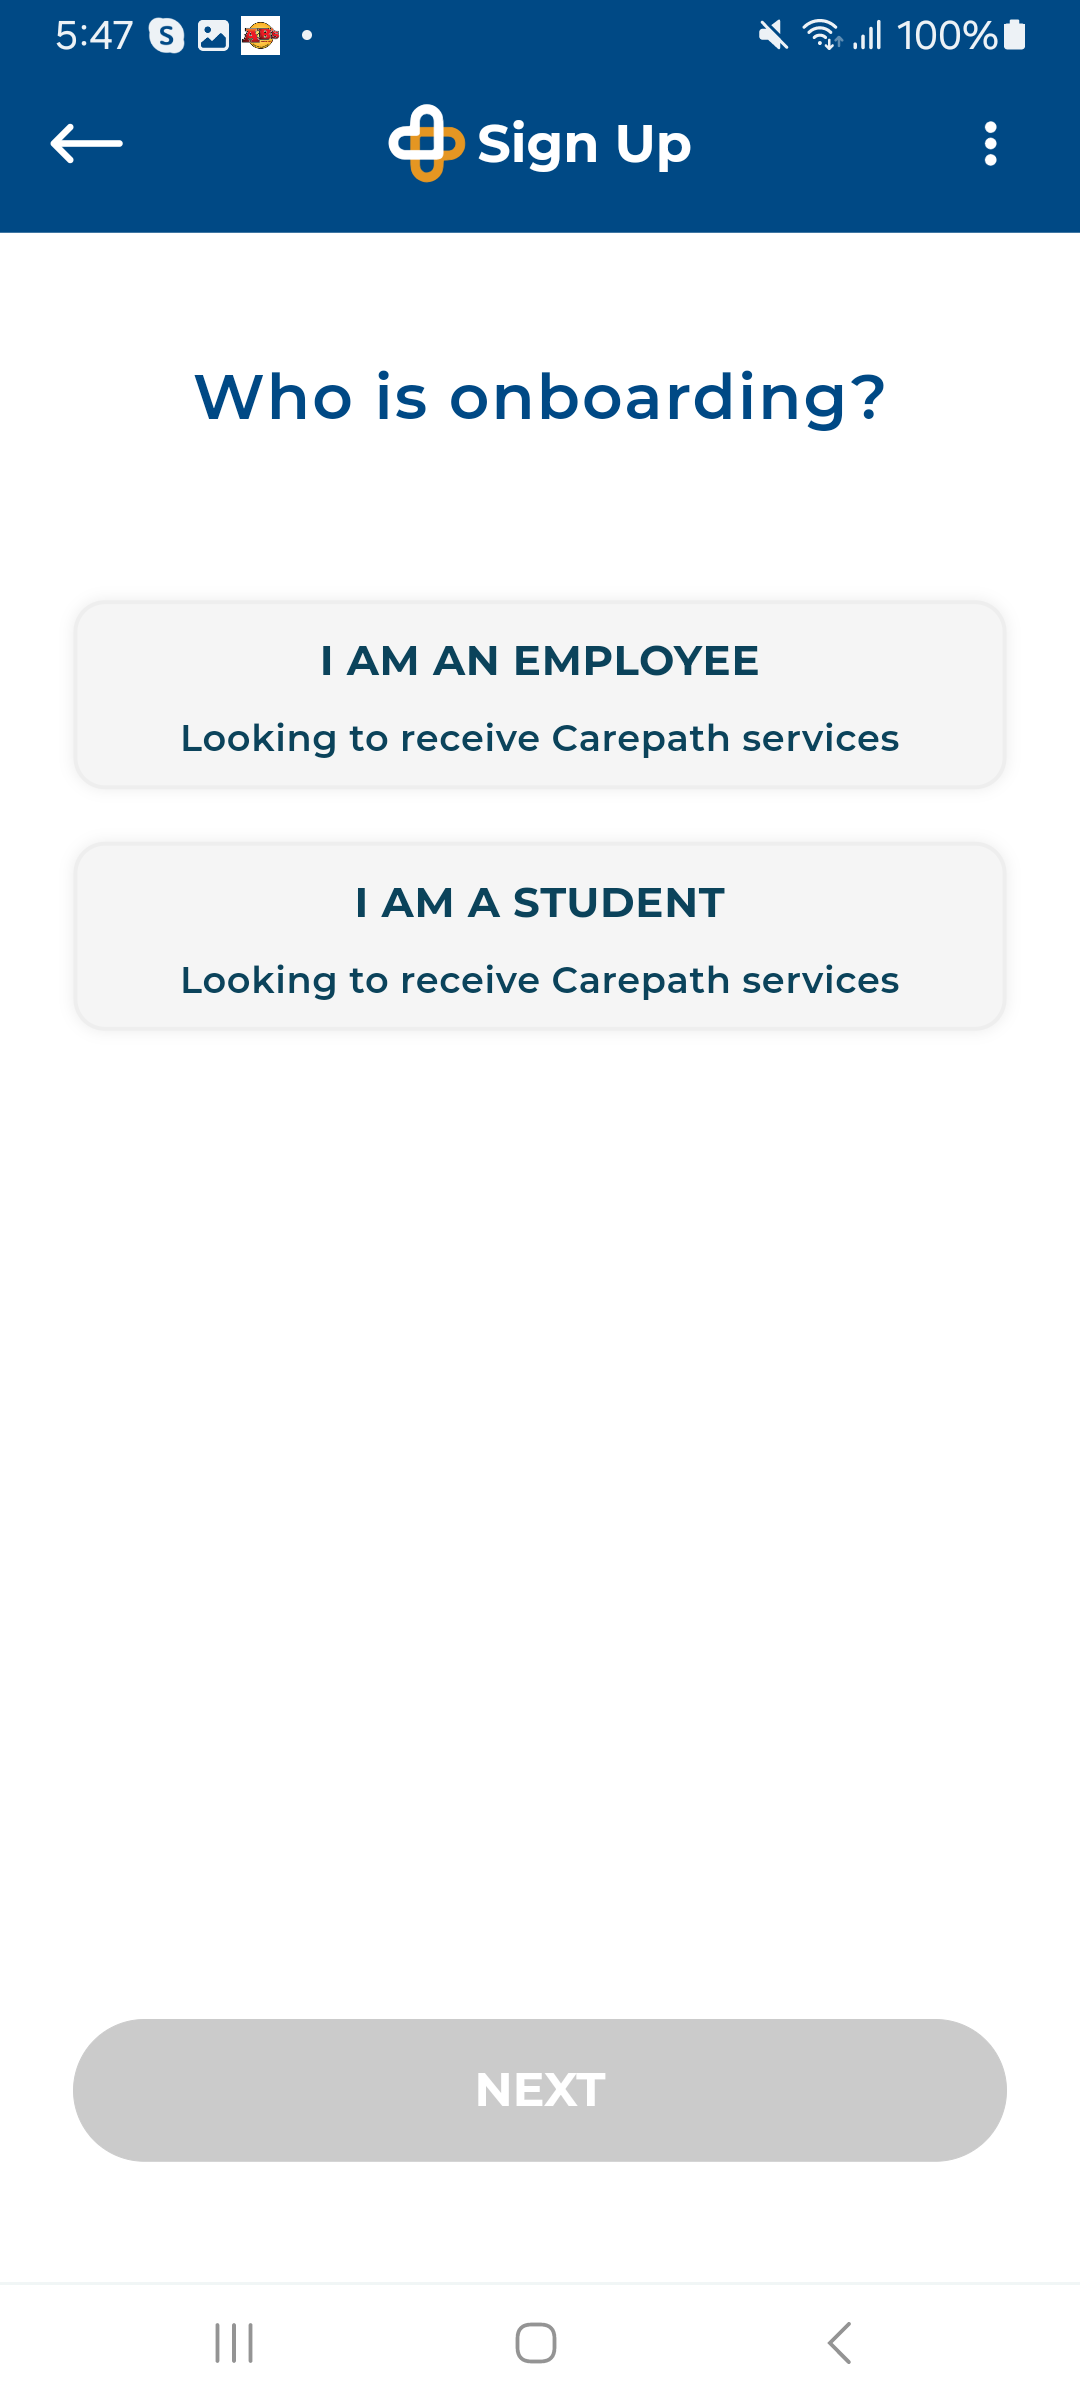 5:47 S ABs 100%
Sign Up
Who is onboarding?
I AM AN EMPLOYEE
Looking to receive Carepath services
I AM A STUDENT
Looking to receive Carepath services
NEXT